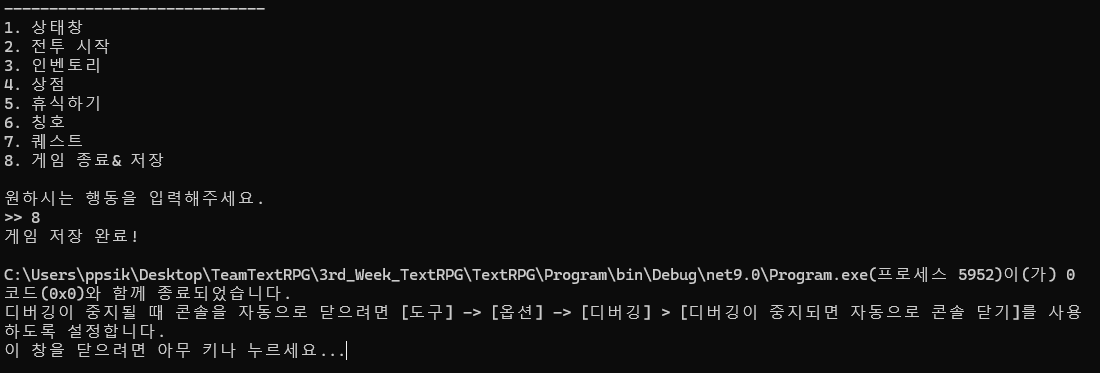 -----------------------------
1. 상태창
2. 전투 시작
3. 인벤토리
4. 상점
5. 휴식하기
6. 칭호
7. 퀘스트
8. 게임 종료& 저장
원하시는 행동을 입력해주세요.
>> 8
게임 저장 완료!
C:\Users\ppsik\Desktop\TeamTextRPG\3rd_Week_TextRPG\TextRPG\Program\bin\Debug\net9.0\Program.exe(프로세스 5952)이(가) 0
코드(0x0)와 함께 종료되었습니다.
디버깅이 중지될 때 콘솔을 자동으로 닫으려면 [도구] -> [옵션] -> [디버깅] > [디버깅이 중지되면 자동으로 콘솔 닫기]를 사용
하도록 설정합니다.
이 창을 닫으려면 아무 키나 누르세요...